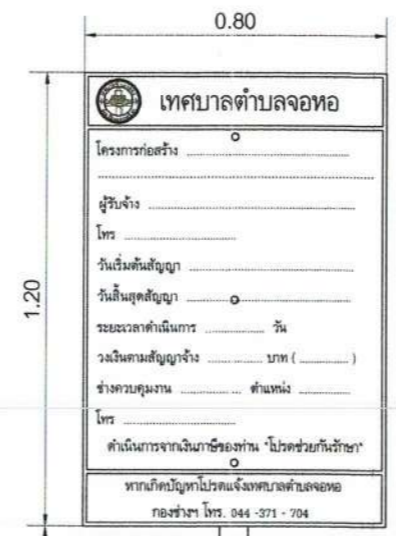 0.80
1.20
เทศบาลตำบลจอหอ
โครงการก่อสร้าง ....................
....................
ผู้รับจ้าง ....................
โทร ....................
วันเริ่มต้นสัญญา ....................
วันสิ้นสุดสัญญา ....................
ระยะเวลาดำเนินการ .................... วัน
วงเงินตามสัญญาจ้าง .................... บาท ( .................... )
ช่างควบคุมงาน .................... ตำแหน่ง ....................
โทร ....................
ดำเนินการจากเงินภาษีของท่าน "โปรดช่วยกันรักษา"
หากเกิดปัญหาโปรดแจ้งเทศบาลตำบลจอหอ
กองช่างฯ โทร. 044 -371 - 704